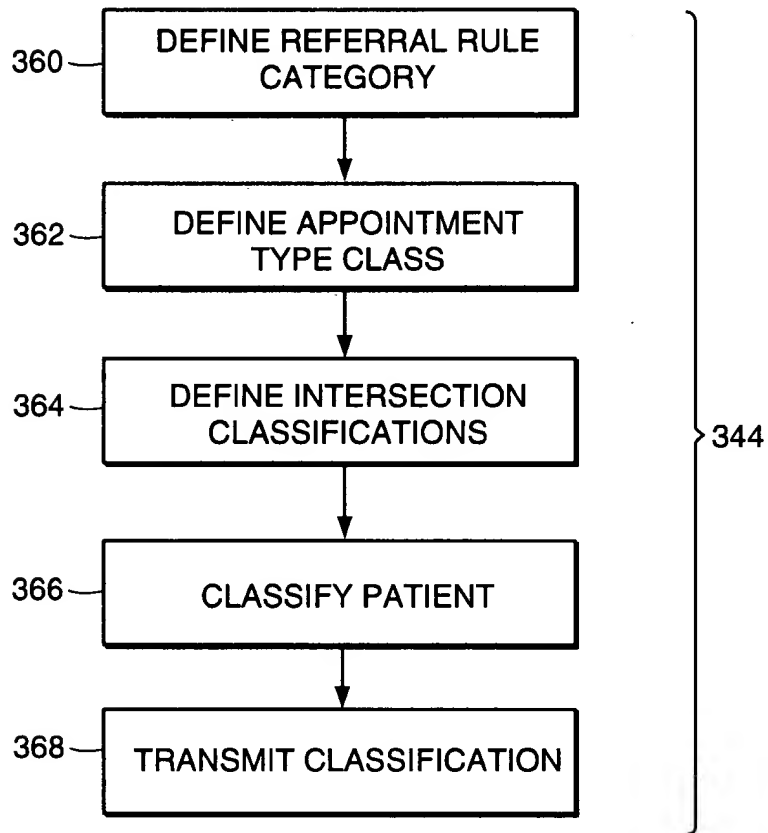 360
DEFINE REFERRAL RULE
CATEGORY
362
DEFINE APPOINTMENT
TYPE CLASS
364
DEFINE INTERSECTION
CLASSIFICATIONS
344
366
CLASSIFY PATIENT
368
TRANSMIT CLASSIFICATION